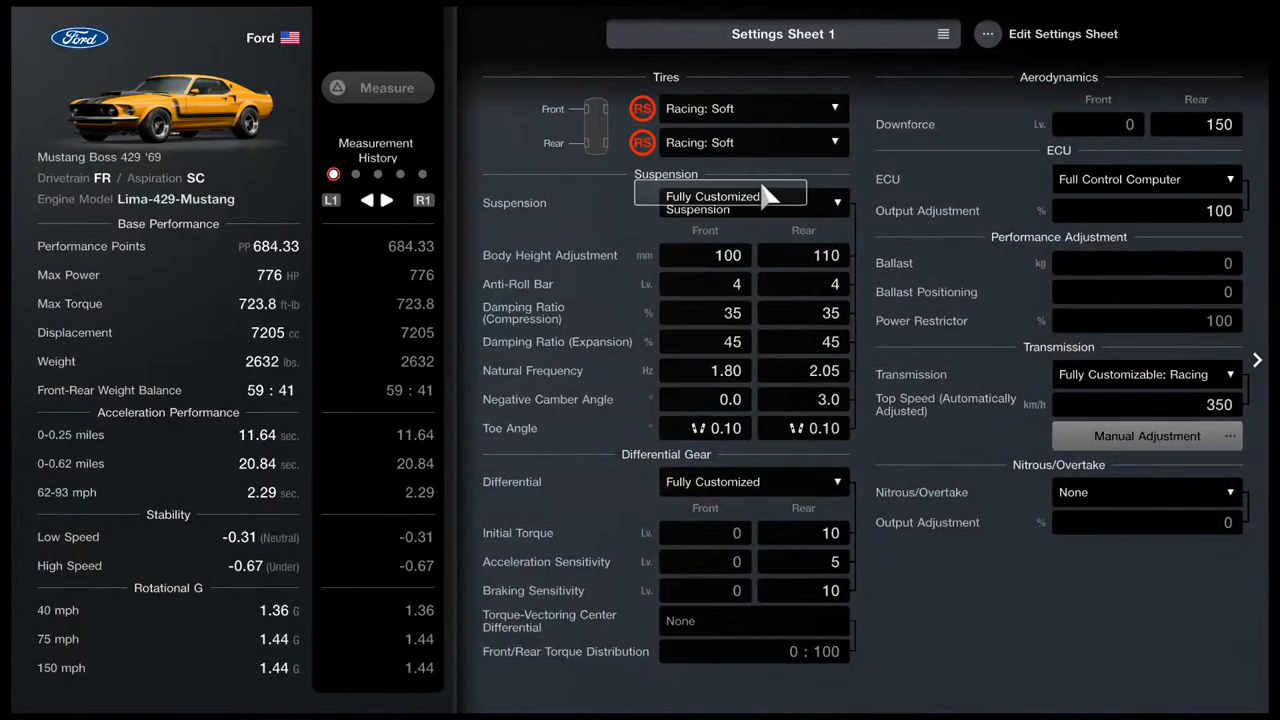 Ford
Ford
Mustang Boss 429 '69
Drivetrain FR / Aspiration SC
Engine Model Lima-429-Mustang
Base Performance
Performance Points PP 684.33
Max Power 776 HP
Max Torque 723.8 ft-lb
Displacement 7205 cc
Weight 2632 lbs.
Front-Rear Weight Balance 59 : 41
Acceleration Performance
0-0.25 miles 11.64 sec.
0-0.62 miles 20.84 sec.
62-93 mph 2.29 sec.
Stability
Low Speed -0.31 (Neutral)
High Speed -0.67 (Under)
Rotational G
40 mph 1.36 G
75 mph 1.44 G
150 mph 1.44 G
Measure
Measurement
History
L1 R1
684.33
776
723.8
7205
2632
59 : 41
11.64
20.84
2.29
-0.31
-0.67
1.36
1.44
1.44
Settings Sheet 1
Edit Settings Sheet
Tires
Front RS Racing: Soft
Rear RS Racing: Soft
Suspension
Suspension Fully Customized
Suspension
Front Rear
Body Height Adjustment mm 100 110
Anti-Roll Bar Lv. 4 4
Damping Ratio
(Compression) % 35 35
Damping Ratio (Expansion) % 45 45
Natural Frequency Hz 1.80 2.05
Negative Camber Angle ° 0.0 3.0
Toe Angle ° 0.10 0.10
Differential Gear
Differential Fully Customized
Front Rear
Initial Torque Lv. 0 10
Acceleration Sensitivity Lv. 0 5
Braking Sensitivity Lv. 0 10
Torque-Vectoring Center
Differential None
Front/Rear Torque Distribution 0 : 100
Aerodynamics
Front Rear
Downforce Lv. 0 150
ECU
ECU Full Control Computer
Output Adjustment 100
Performance Adjustment
Ballast kg 0
Ballast Positioning 0
Power Restrictor % 100
Transmission
Transmission Fully Customizable: Racing
Top Speed (Automatically
Adjusted) km/h 350
Manual Adjustment
Nitrous/Overtake
Nitrous/Overtake None
Output Adjustment % 0